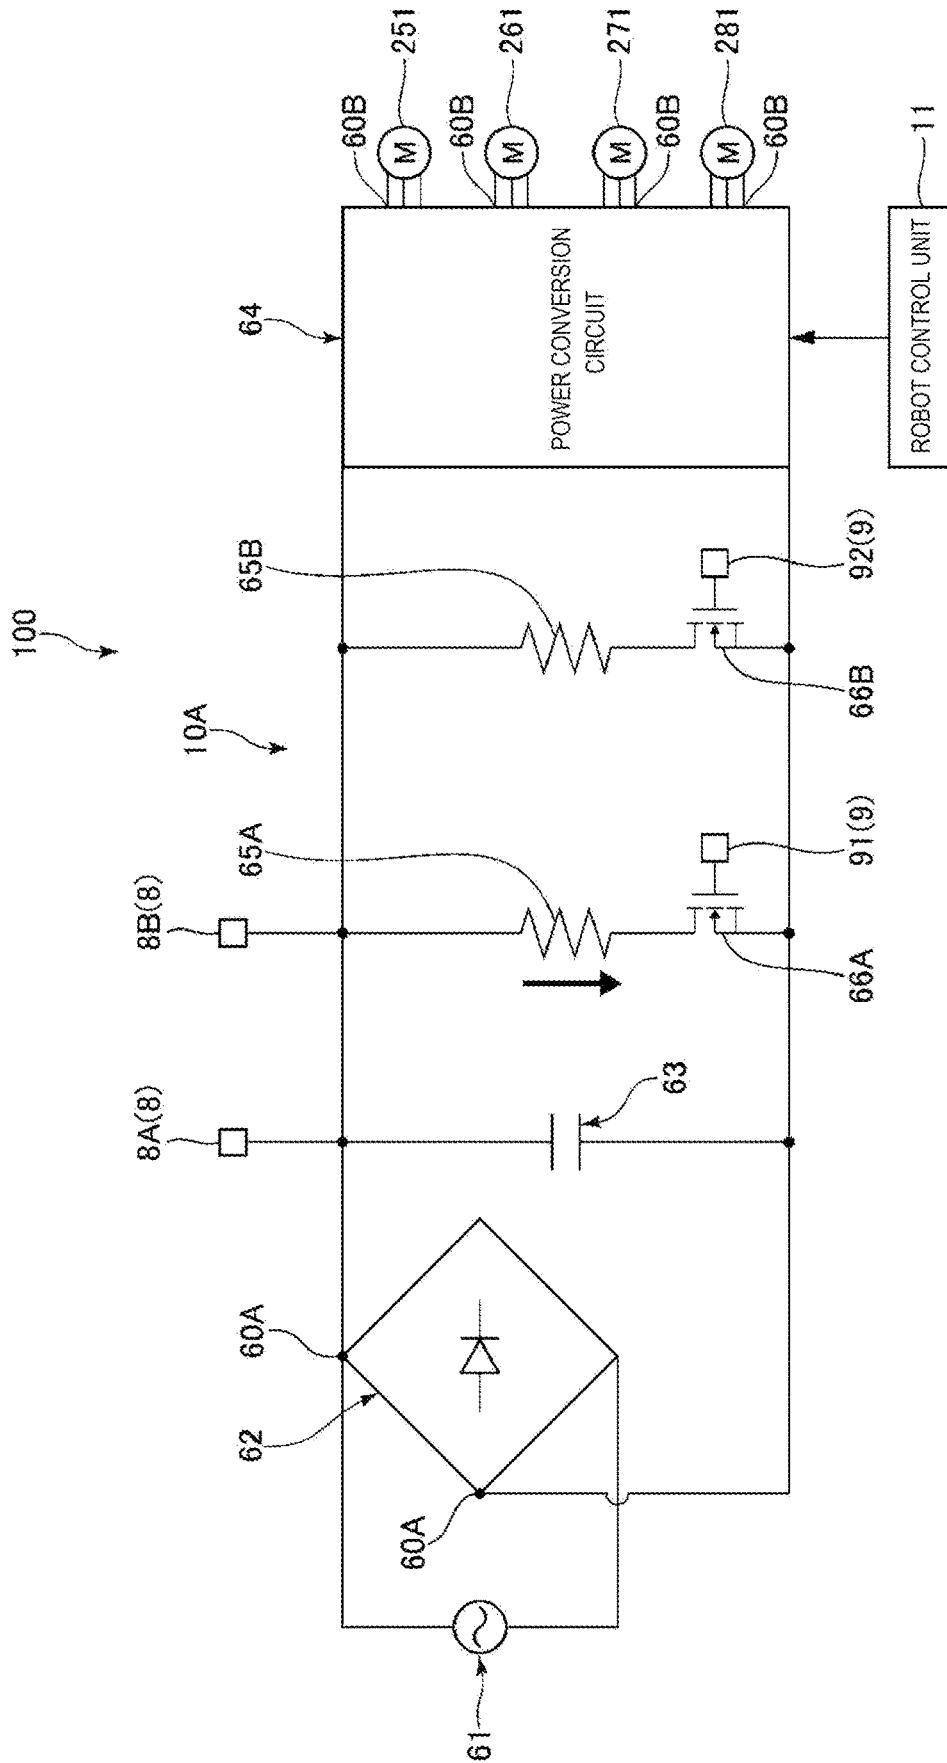 100
10A
8A(8)
8B(8)
60A
62
60A
61
63
65A
66A
91(9)
65B
66B
92(9)
64
POWER CONVERSION
CIRCUIT
ROBOT CONTROL UNIT
11
60B
251
M
60B
261
M
271
M
60B
281
M
60B